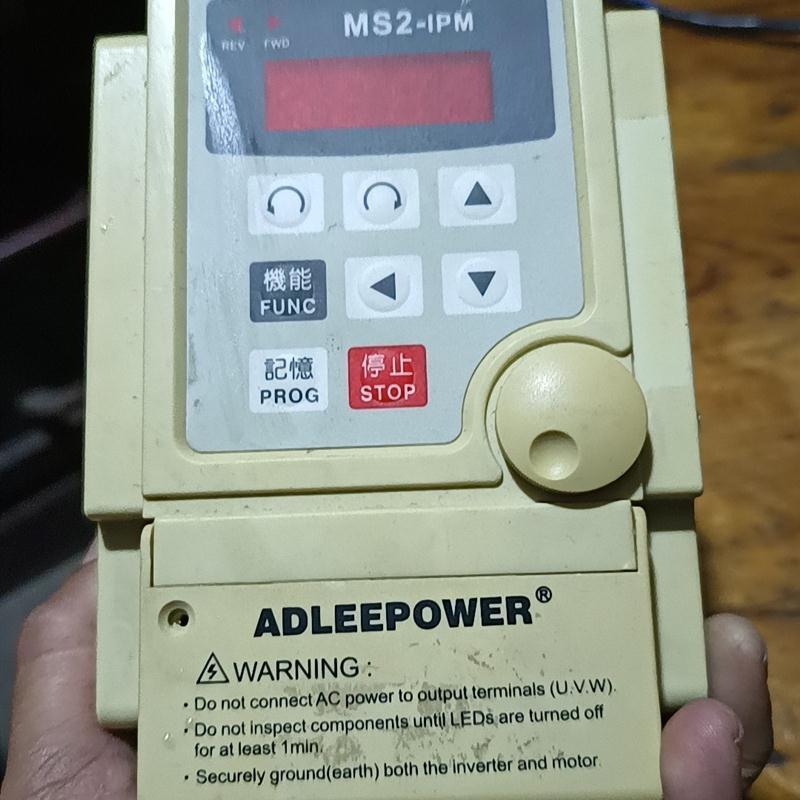 MS2-IPM
REV FWD
機能
FUNC
記憶 停止
PROG STOP
ADLEEPOWER®
WARNING :
· Do not connect AC power to output terminals (U.V.W).
· Do not inspect components until LEDs are turned off
for at least 1min.
· Securely ground(earth) both the inverter and motor.